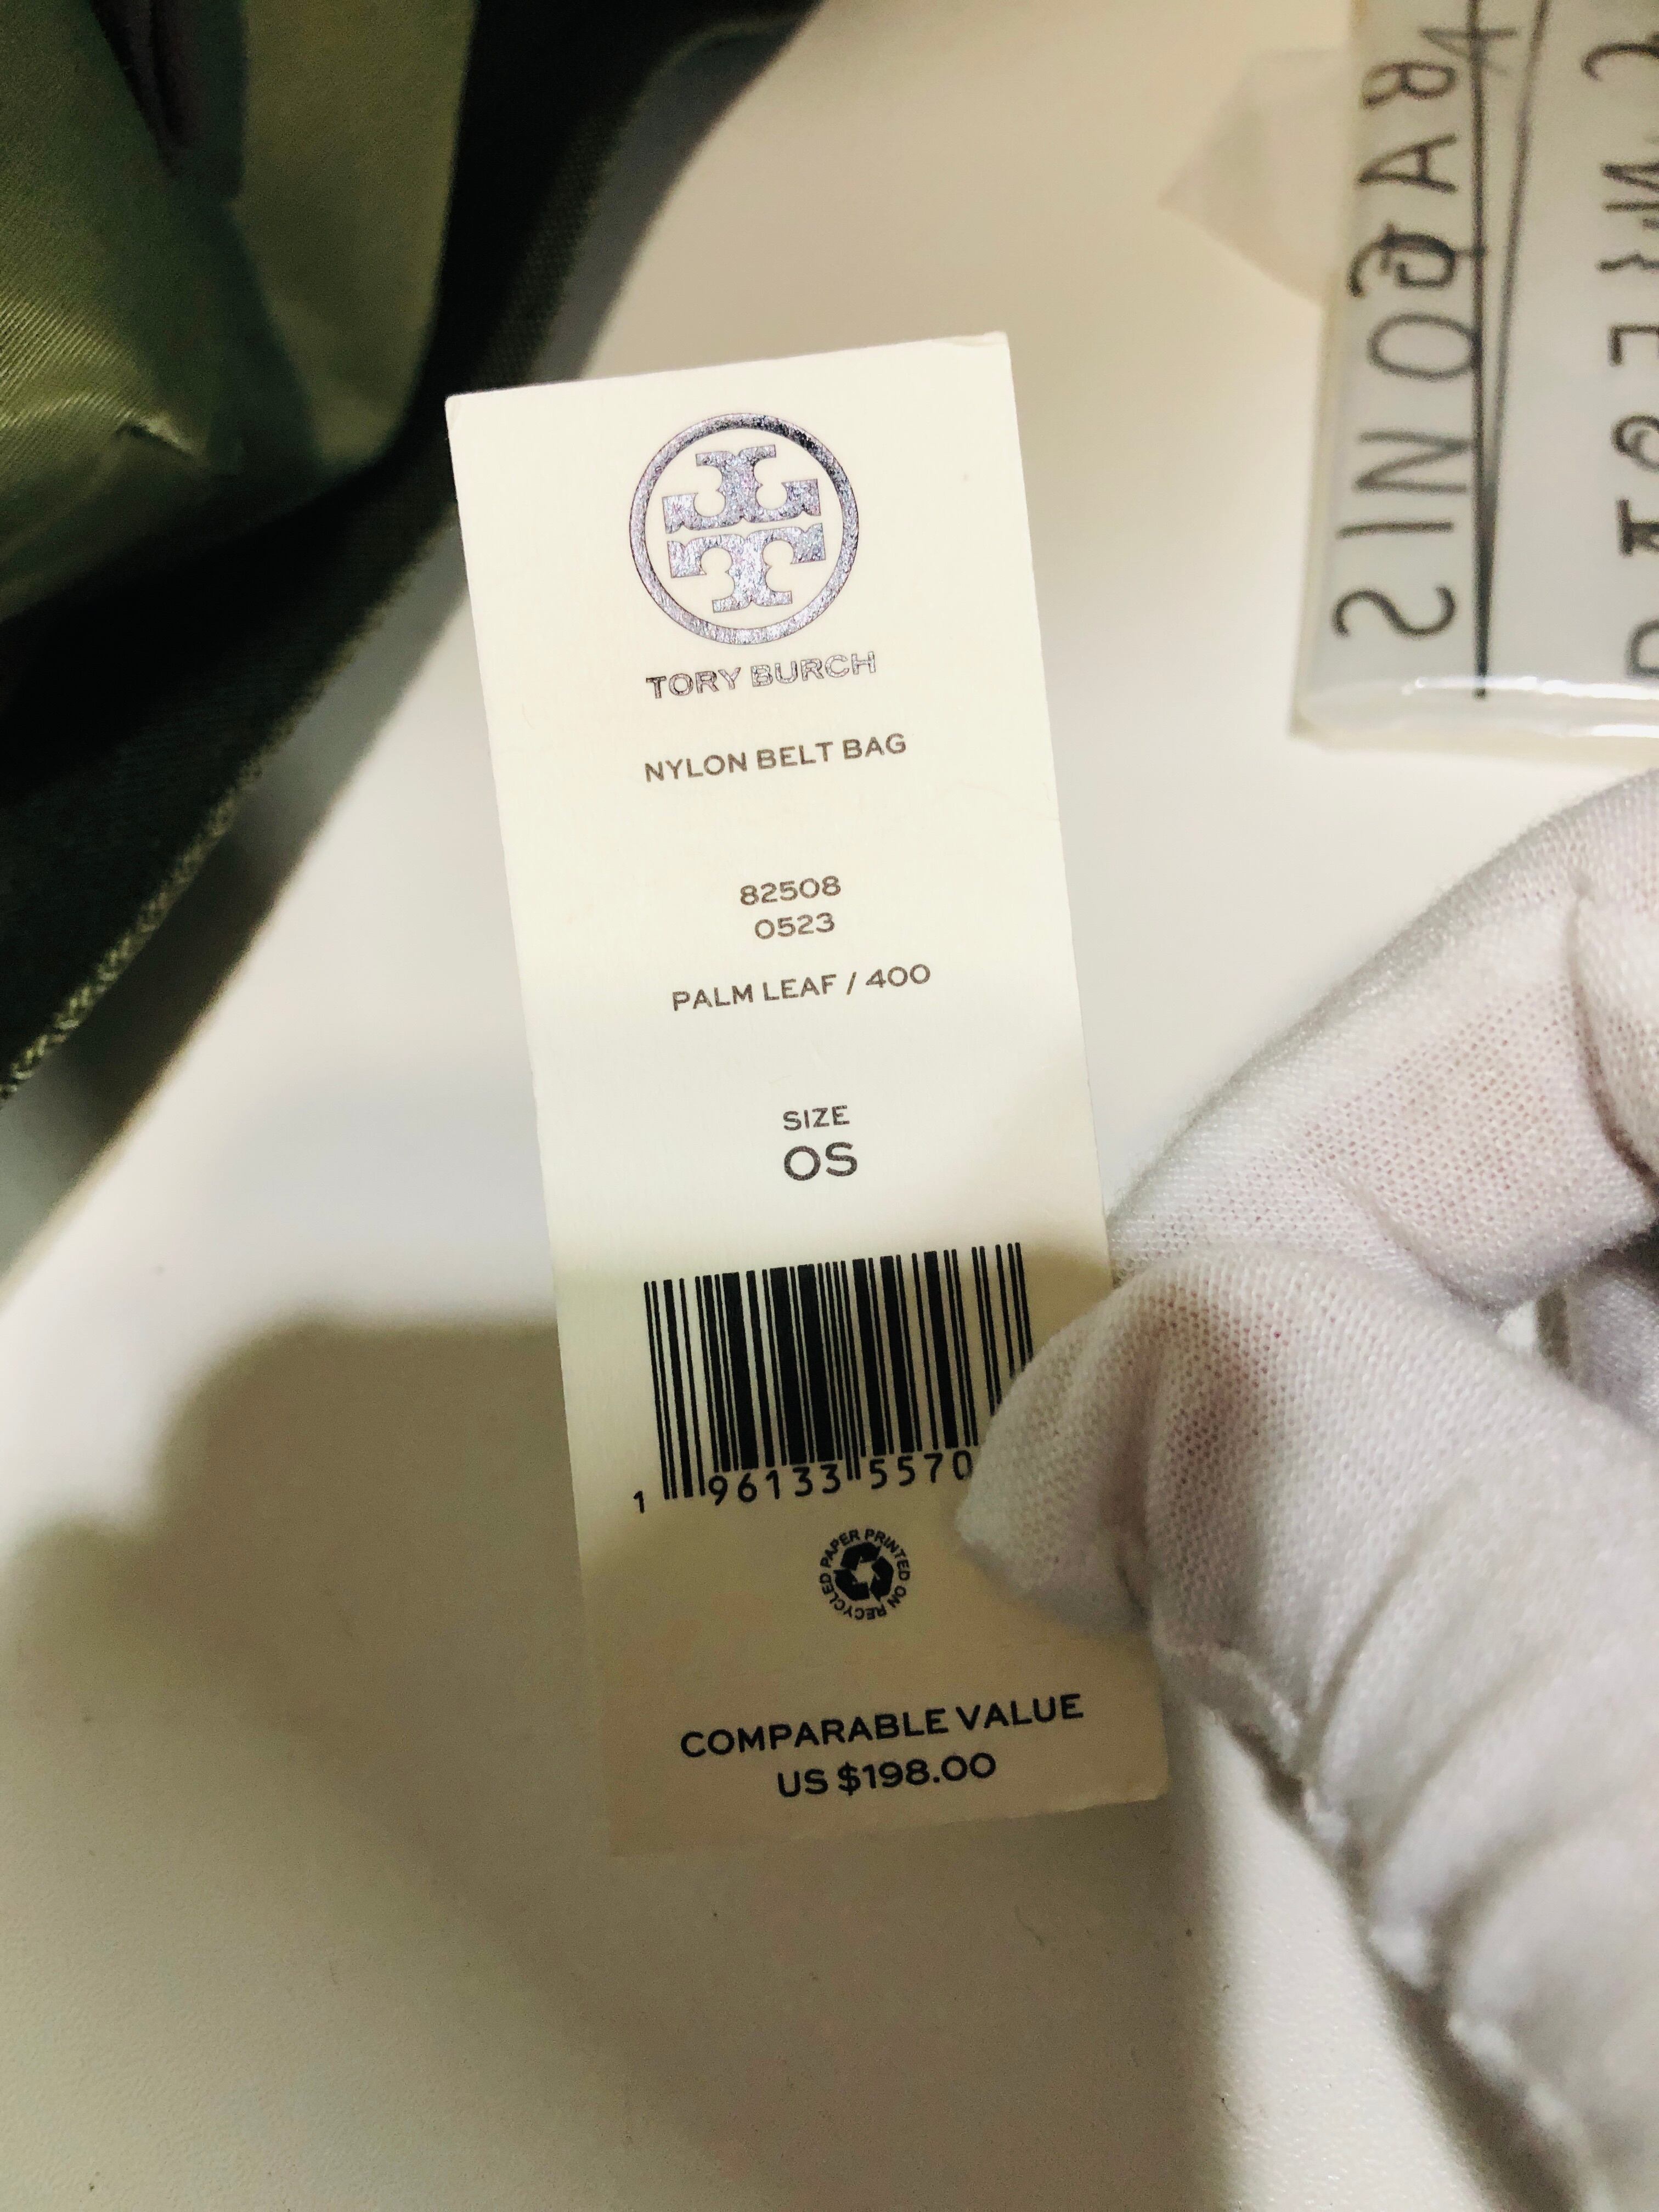 TORY BURCH
NYLON BELT BAG
82508
0523
PALM LEAF / 400
SIZE
OS
1 96133 5570
PRINTED ON RECYCLED PAPER
COMPARABLE VALUE
US $198.00